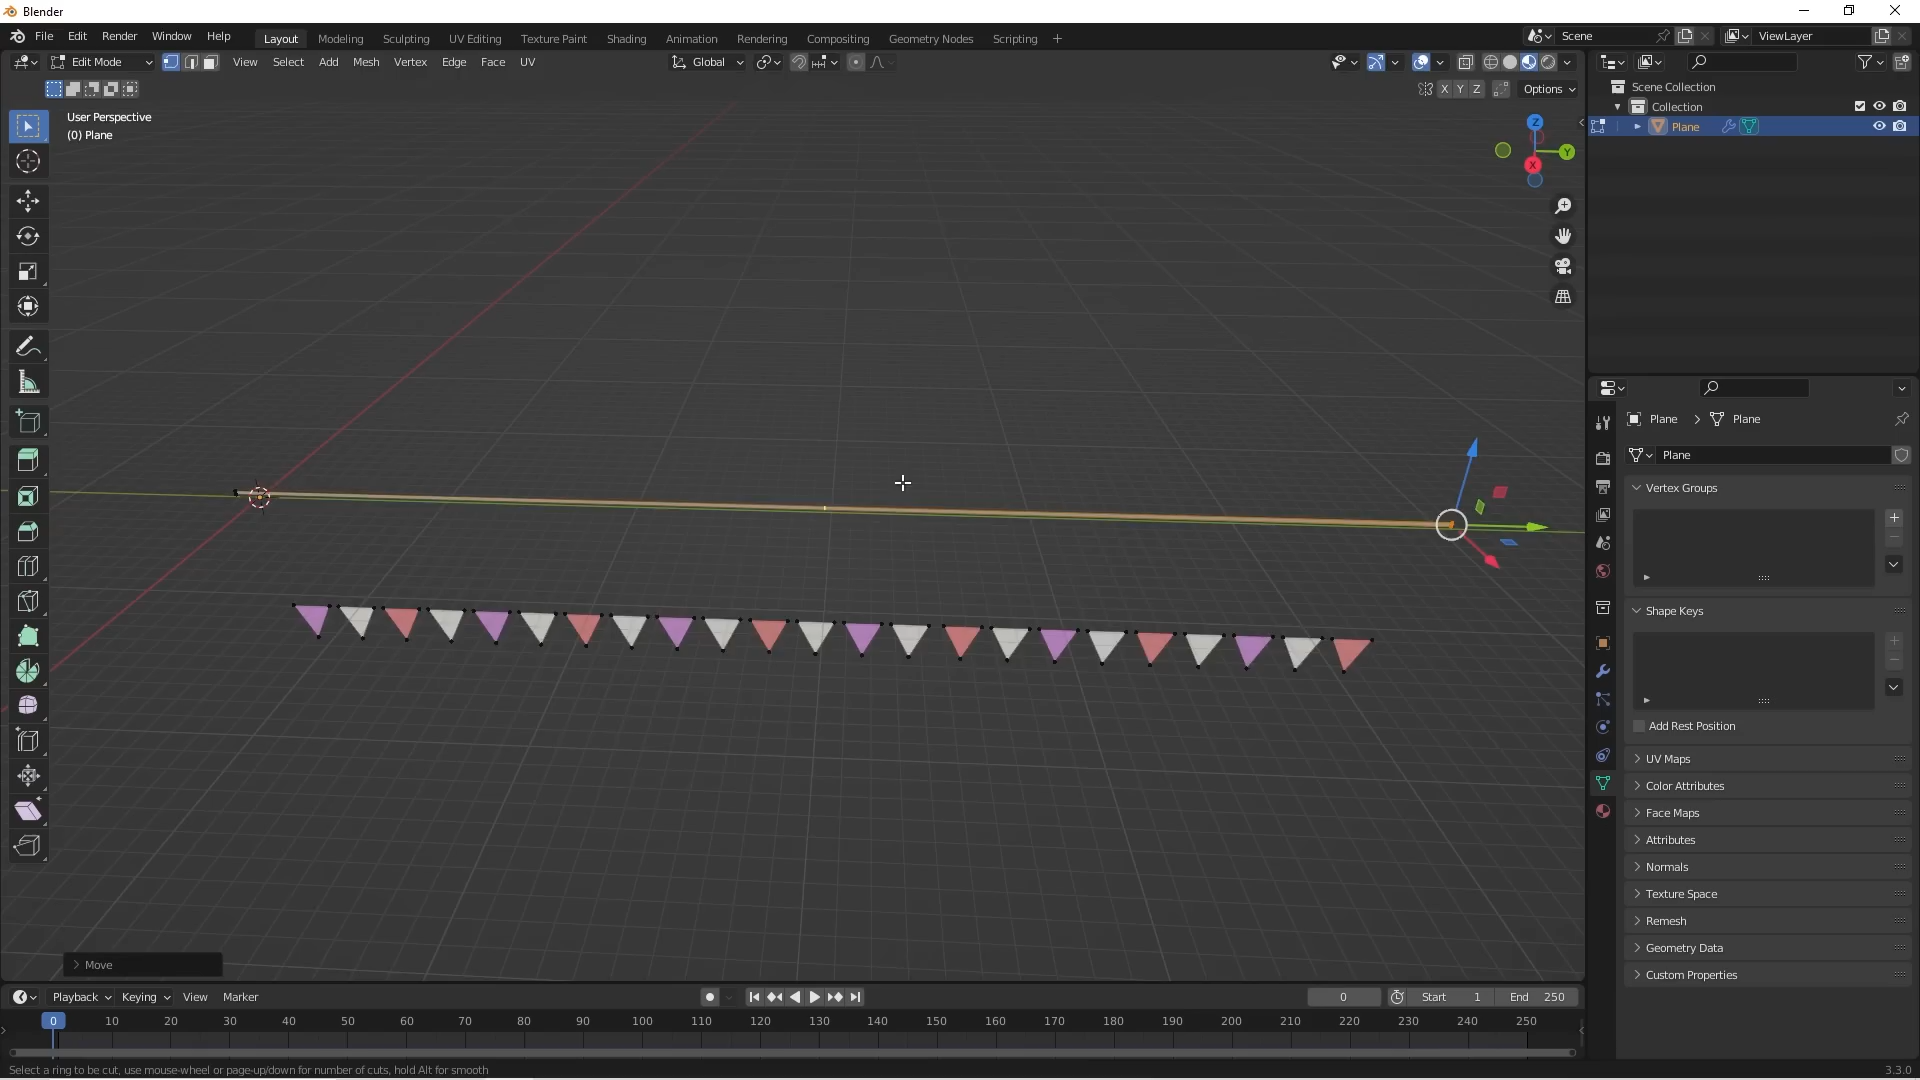 Blender
File Edit Render Window Help
Layout Modeling Sculpting UV Editing Texture Paint Shading Animation Rendering Compositing Geometry Nodes Scripting +
Scene
ViewLayer
Edit Mode View Select Add Mesh Vertex Edge Face UV
Global
X Y Z Options
User Perspective
(0) Plane
Z
Y
X
Scene Collection
Collection
Plane
Plane > Plane
Plane
Vertex Groups
Shape Keys
Add Rest Position
UV Maps
Color Attributes
Face Maps
Attributes
Normals
Texture Space
Remesh
Geometry Data
Custom Properties
Move
Playback Keying View Marker
0 Start 1 End 250
0 10 20 30 40 50 60 70 80 90 100 110 120 130 140 150 160 170 180 190 200 210 220 230 240 250
Select a ring to be cut, use mouse-wheel or page-up/down for number of cuts, hold Alt for smooth
3.3.0